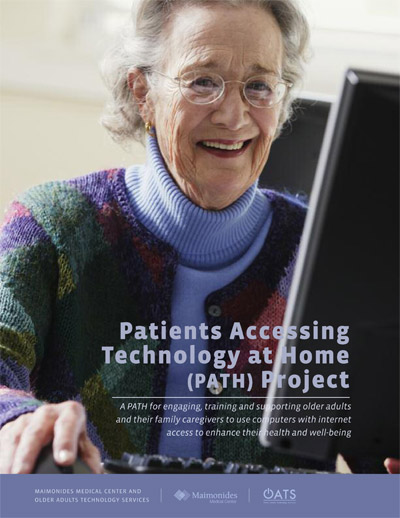 Patients Accessing
Technology at Home
(PATH) Project
A PATH for engaging, training and supporting older adults
and their family caregivers to use computers with internet
access to enhance their health and well-being
MAIMONIDES MEDICAL CENTER AND
OLDER ADULTS TECHNOLOGY SERVICES
Maimonides
Medical Center
OATS